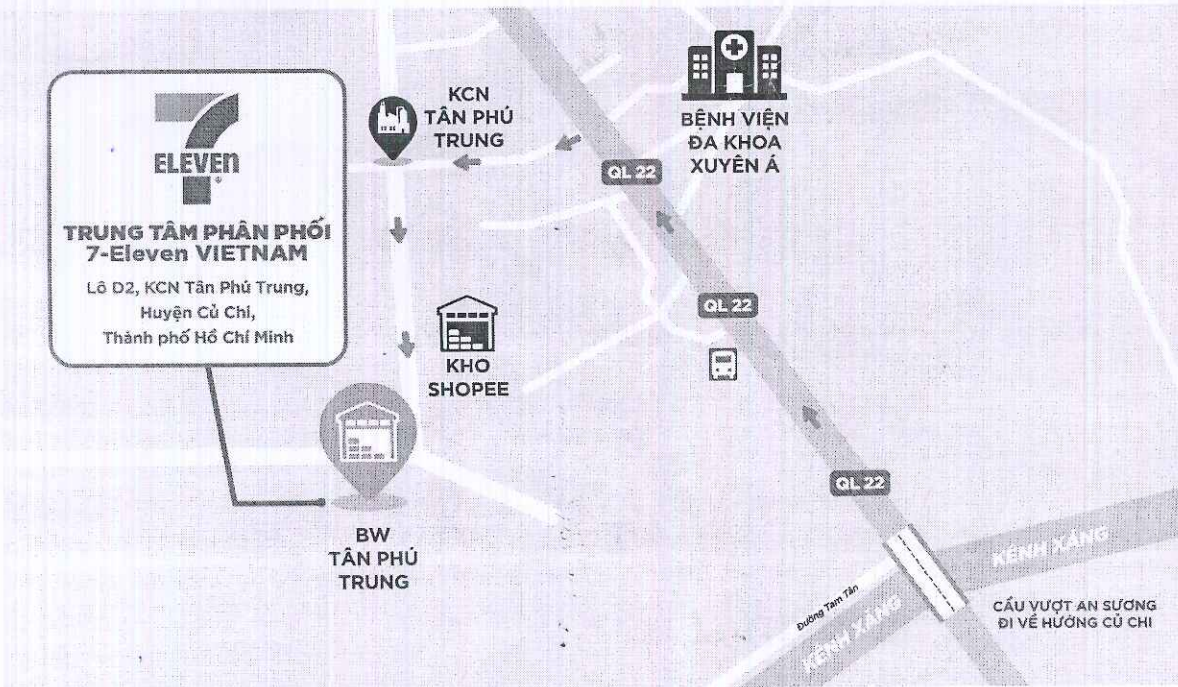 7
ELEVEN
®
TRUNG TÂM PHÂN PHỐI
7-Eleven VIETNAM
Lô D2, KCN Tân Phú Trung,
Huyện Củ Chi,
Thành phố Hồ Chí Minh
KCN
TÂN PHÚ
TRUNG
BỆNH VIỆN
ĐA KHOA
XUYÊN Á
QL 22
QL 22
KHO
SHOPEE
QL 22
BW
TÂN PHÚ
TRUNG
KÊNH XÁNG
Đường Tam Tân
KÊNH XÁNG
CẦU VƯỢT AN SƯƠNG
ĐI VỀ HƯỚNG CỦ CHI